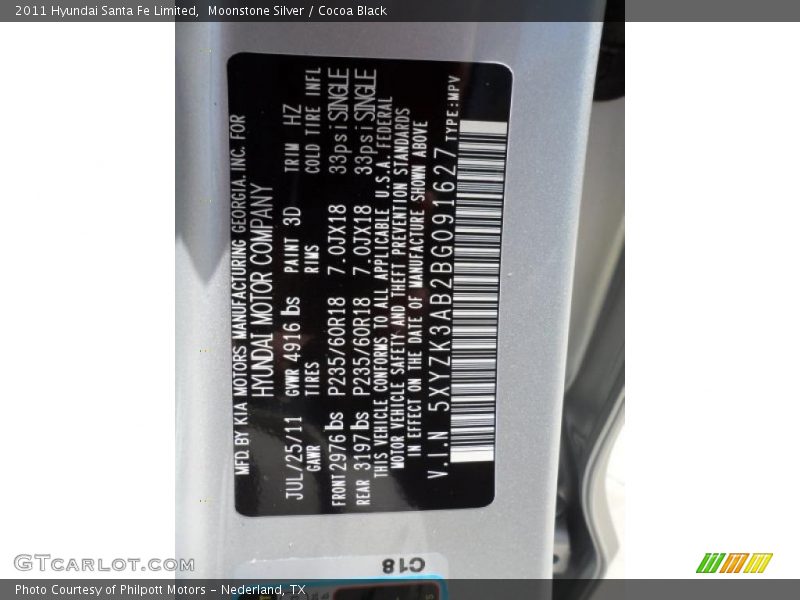 2011 Hyundai Santa Fe Limited,  Moonstone Silver / Cocoa Black
MFD. BY KIA MOTORS MANUFACTURING GEORGIA. INC. FOR
HYUNDAI MOTOR COMPANY
JUL/25/11 GVWR 4916 lbs PAINT 3D TRIM HZ
GAWR TIRES RIMS COLD TIRE INFL
FRONT 2976 lbs P235/60R18 7.0JX18 33psi SINGLE
REAR 3197 lbs P235/60R18 7.0JX18 33psi SINGLE
THIS VEHICLE CONFORMS TO ALL APPLICABLE U.S.A. FEDERAL
MOTOR VEHICLE SAFETY AND THEFT PREVENTION STANDARDS
IN EFFECT ON THE DATE OF MANUFACTURE SHOWN ABOVE
V.I.N 5XYZK3AB2BG091627 TYPE:MPV
C18
GTcarlot.com
Photo Courtesy of Philpott Motors - Nederland, TX